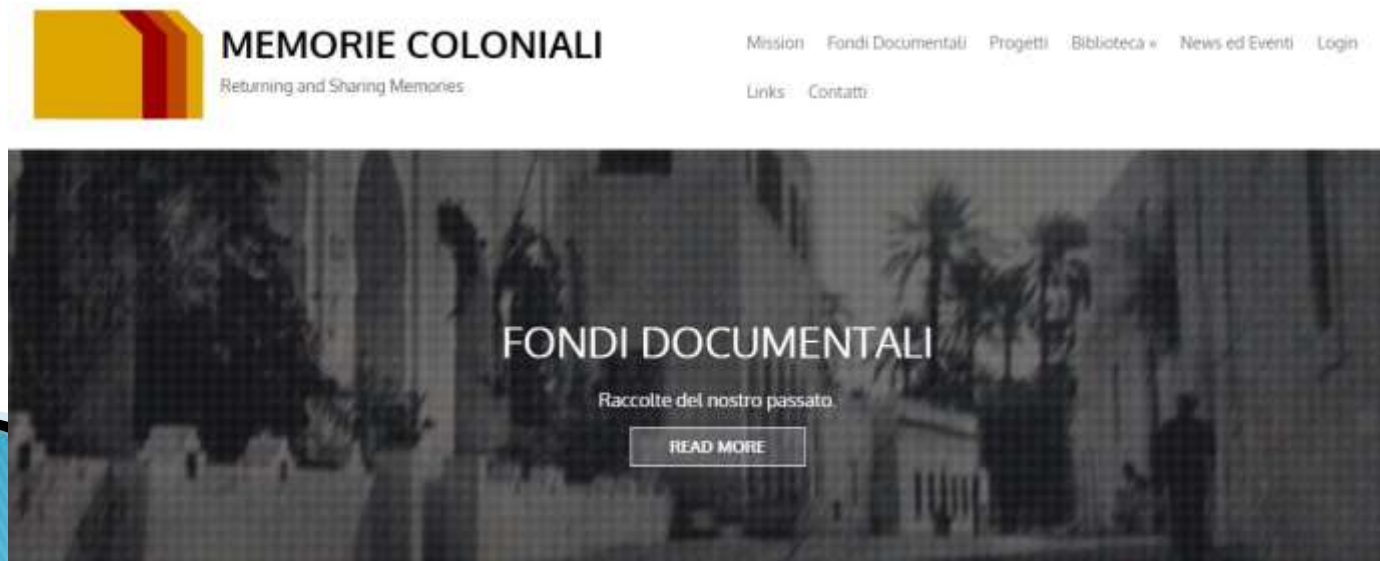 MEMORIE COLONIALI
Returning and Sharing Memories
Mission Fondi Documentali Progetti Biblioteca » News ed Eventi Login
Links Contatti
FONDI DOCUMENTALI
Raccolte del nostro passato.
READ MORE